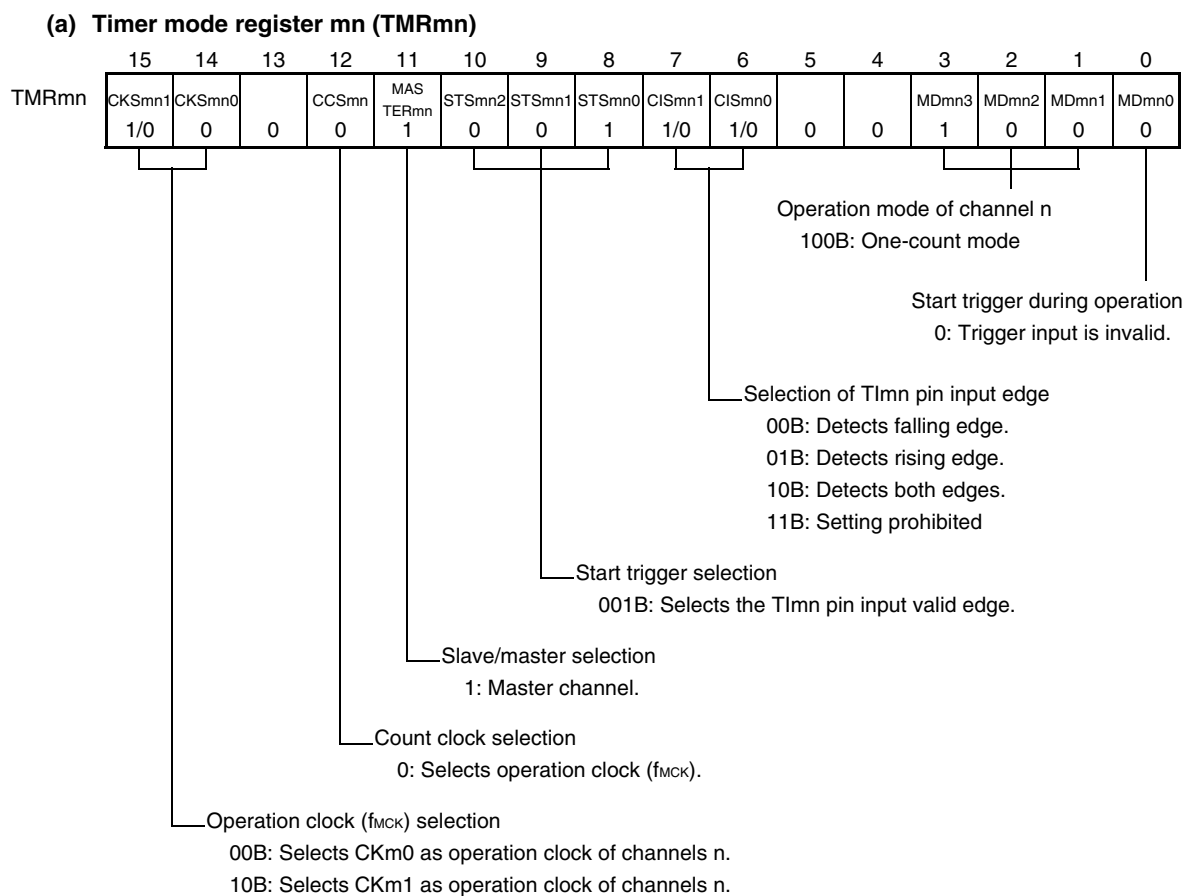 (a) Timer mode register mn (TMRmn)
15 14 13 12 11 10 9 8 7 6 5 4 3 2 1 0
TMRmn CKSmn1 CKSmn0 CCSmn MAS TERmn STSmn2 STSmn1 STSmn0 CISmn1 CISmn0 MDmn3 MDmn2 MDmn1 MDmn0
1/0 0 0 0 1 0 0 1 1/0 1/0 0 0 1 0 0 0
Operation mode of channel n
100B: One-count mode
Start trigger during operation
0: Trigger input is invalid.
Selection of TImn pin input edge
00B: Detects falling edge.
01B: Detects rising edge.
10B: Detects both edges.
11B: Setting prohibited
Start trigger selection
001B: Selects the TImn pin input valid edge.
Slave/master selection
1: Master channel.
Count clock selection
0: Selects operation clock (fMCK).
Operation clock (fMCK) selection
00B: Selects CKm0 as operation clock of channels n.
10B: Selects CKm1 as operation clock of channels n.